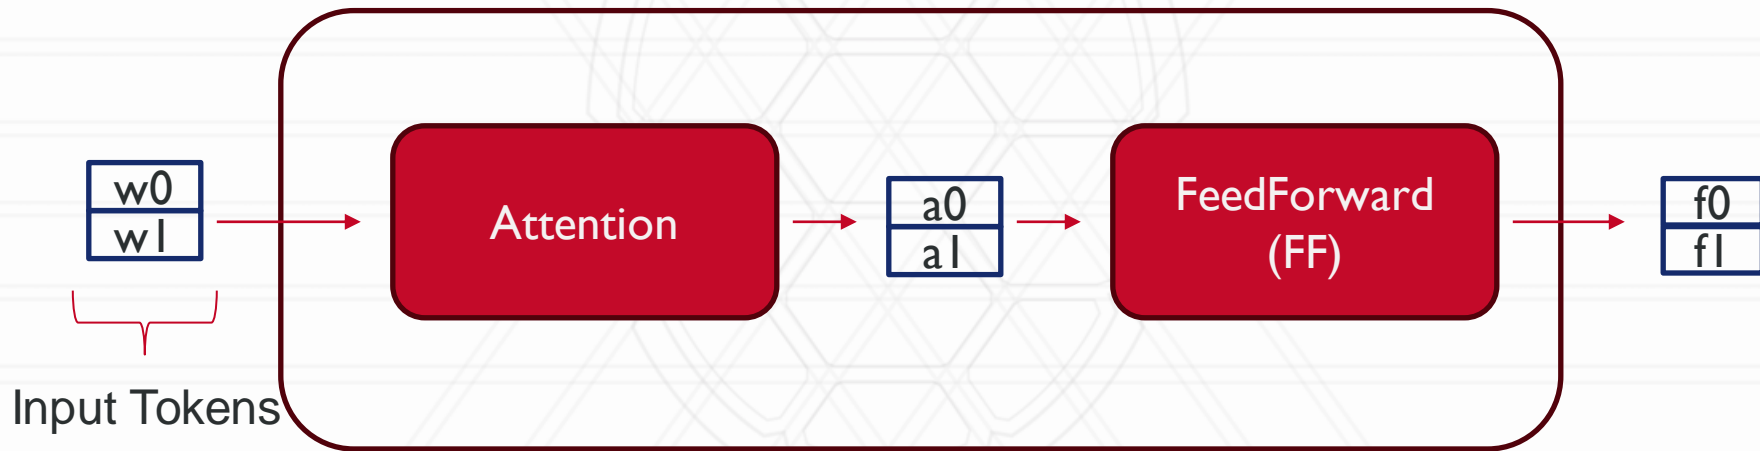 w0
w1
Input Tokens
Attention
a0
a1
FeedForward
(FF)
f0
f1